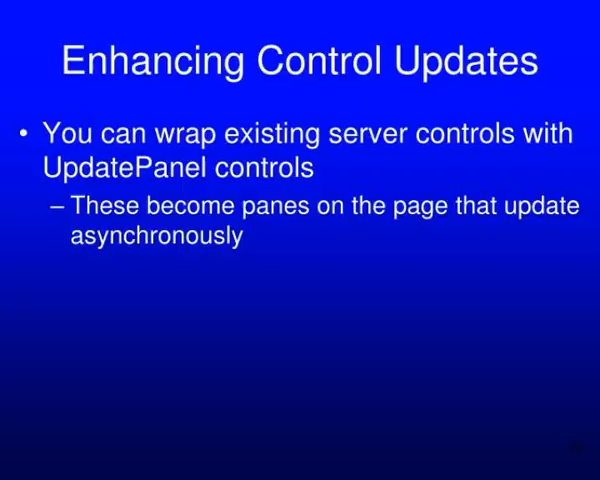 Enhancing Control Updates
• You can wrap existing server controls with
UpdatePanel controls
– These become panes on the page that update
asynchronously